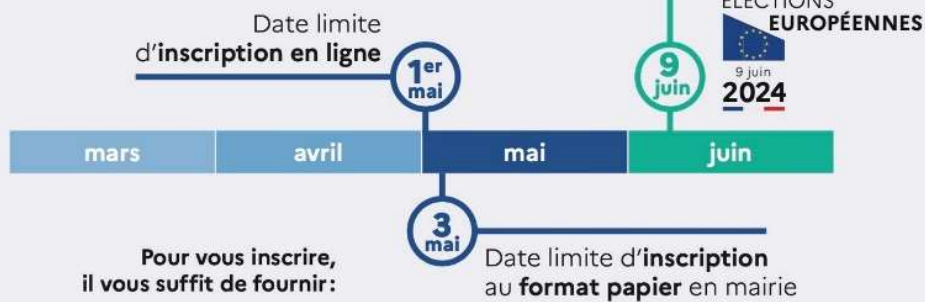 ÉLECTIONS
EUROPÉENNES
9 juin
2024
Date limite
d'inscription en ligne
1er
mai
9
juin
mars
avril
mai
juin
3
mai
Date limite d'inscription
au format papier en mairie
Pour vous inscrire,
il vous suffit de fournir: